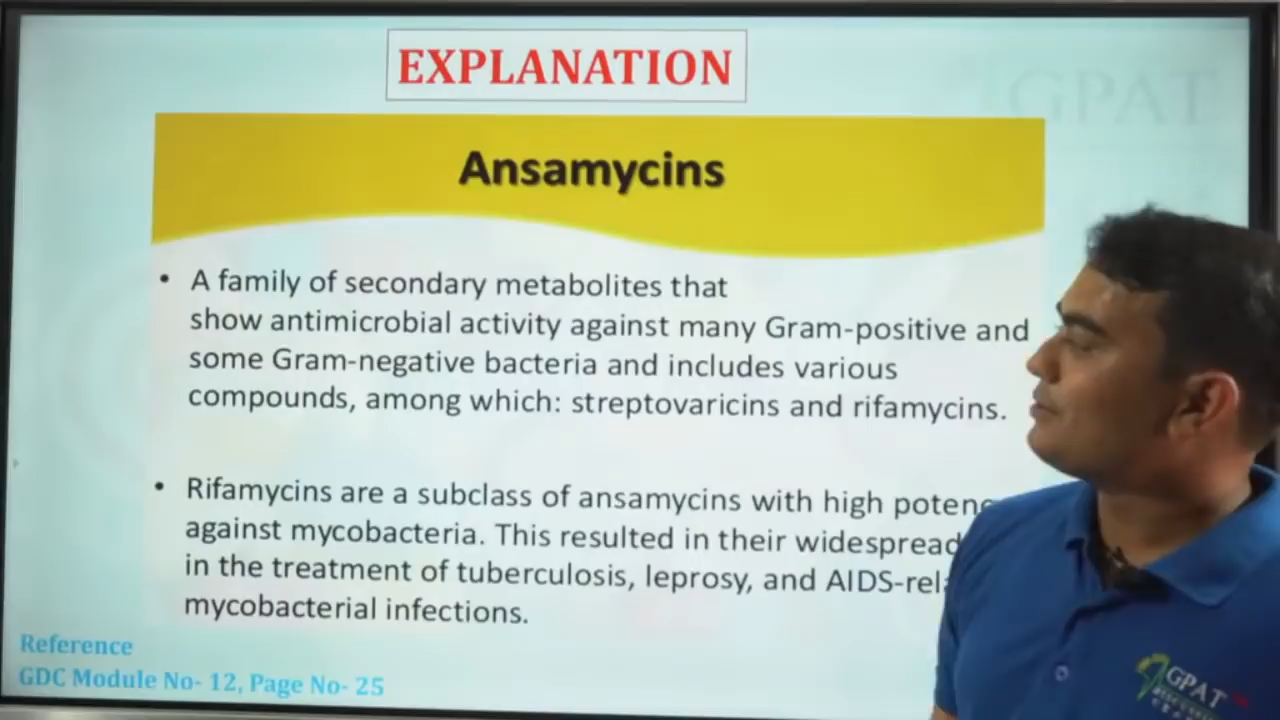 EXPLANATION
GPAT
Ansamycins
• A family of secondary metabolites that
show antimicrobial activity against many Gram-positive and
some Gram-negative bacteria and includes various
compounds, among which: streptovaricins and rifamycins.
• Rifamycins are a subclass of ansamycins with high
against mycobacteria. This resulted in their widespread
in the treatment of tuberculosis, leprosy, and
mycobacterial infections.
Reference
GDC Module No- 12, Page No- 25
GPAT